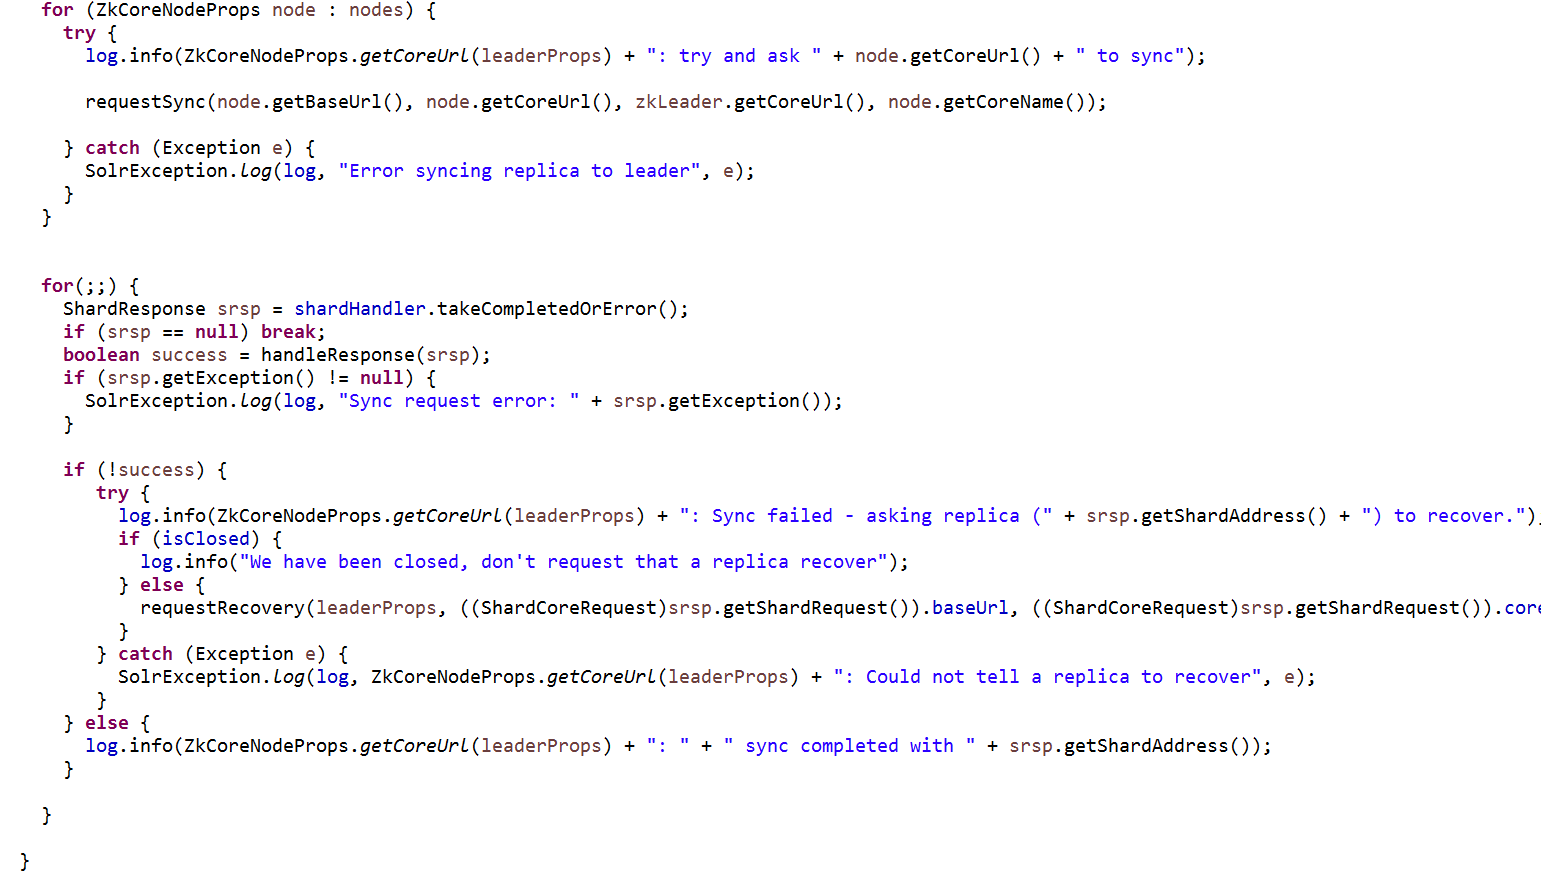 for (ZkCoreNodeProps node : nodes) {
try {
log.info(ZkCoreNodeProps.getCoreUrl(leaderProps) + ": try and ask " + node.getCoreUrl() + " to sync");
requestSync(node.getBaseUrl(), node.getCoreUrl(), zkLeader.getCoreUrl(), node.getCoreName());
} catch (Exception e) {
SolrException.log(log, "Error syncing replica to leader", e);
}
}
for(;;) {
ShardResponse srsp = shardHandler.takeCompletedOrError();
if (srsp == null) break;
boolean success = handleResponse(srsp);
if (srsp.getException() != null) {
SolrException.log(log, "Sync request error: " + srsp.getException());
}
if (!success) {
try {
log.info(ZkCoreNodeProps.getCoreUrl(leaderProps) + ": Sync failed - asking replica (" + srsp.getShardAddress() + ") to recover.")
if (isClosed) {
log.info("We have been closed, don't request that a replica recover");
} else {
requestRecovery(leaderProps, ((ShardCoreRequest)srsp.getShardRequest()).baseUrl, ((ShardCoreRequest)srsp.getShardRequest()).core
}
} catch (Exception e) {
SolrException.log(log, ZkCoreNodeProps.getCoreUrl(leaderProps) + ": Could not tell a replica to recover", e);
}
} else {
log.info(ZkCoreNodeProps.getCoreUrl(leaderProps) + ": " + " sync completed with " + srsp.getShardAddress());
}
}
}